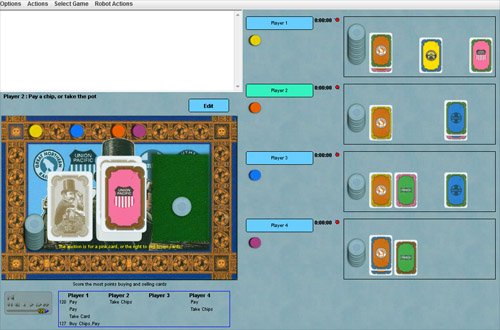 Options Actions Select Game Robot Actions
Player 2 : Pay a chip, or take the pot
Edit
GREAT NORTHERN
UNION PACIFIC
UNION PACIFIC
The auction is for a pink card, or the right to
Score the most points buying and selling cards
Player 1 Player 2 Player 3 Player 4
Pay Take Chips Pay
Pay Take Chips
Take Card
127 Buy Chips,Pay
Player 1 0:00:00
Player 2 0:00:00
Player 3 0:00:00
Player 4 0:00:00